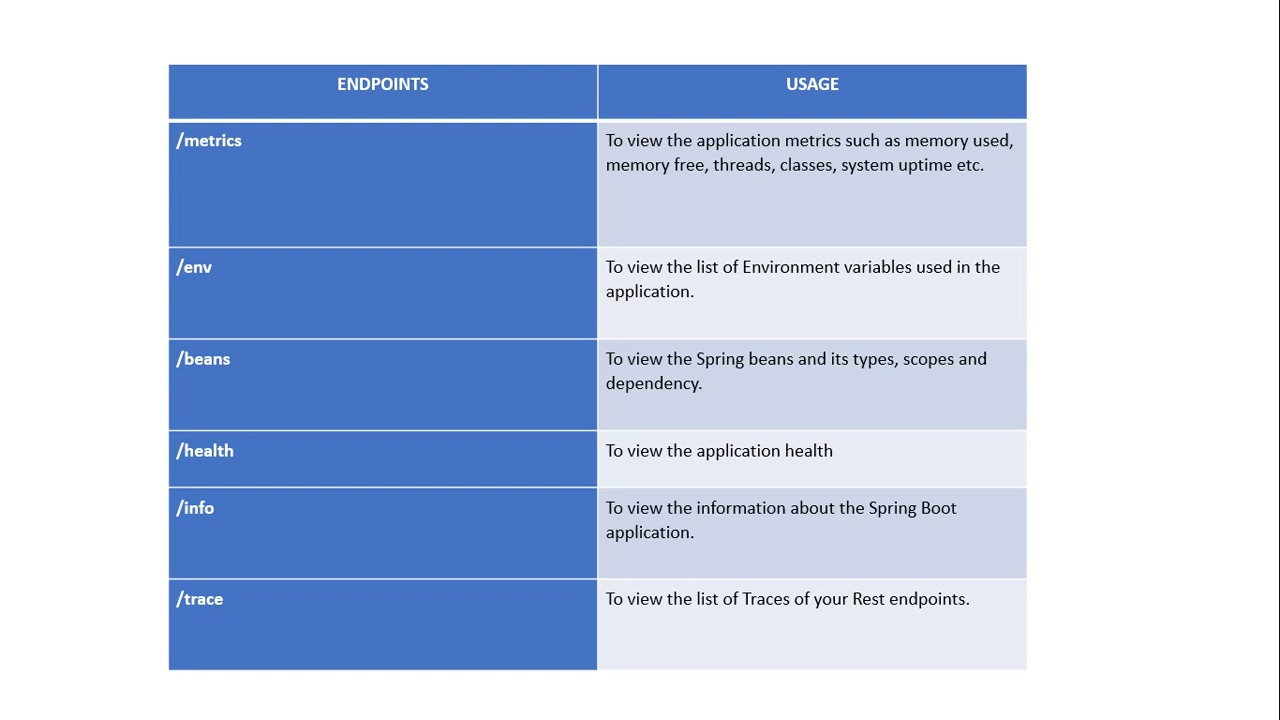 ENDPOINTS
USAGE
/metrics
To view the application metrics such as memory used,
memory free, threads, classes, system uptime etc.
/env
To view the list of Environment variables used in the
application.
/beans
To view the Spring beans and its types, scopes and
dependency.
/health
To view the application health
/info
To view the information about the Spring Boot
application.
/trace
To view the list of Traces of your Rest endpoints.